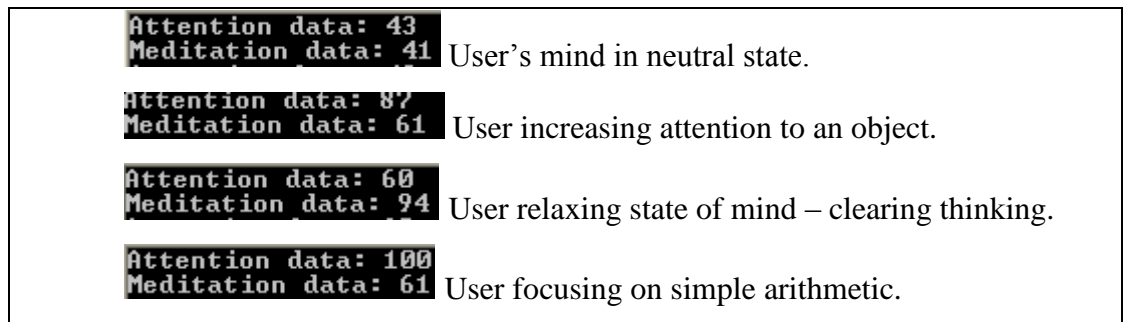 Attention data: 43
Meditation data: 41 User's mind in neutral state.
Attention data: 87
Meditation data: 61 User increasing attention to an object.
Attention data: 60
Meditation data: 94 User relaxing state of mind – clearing thinking.
Attention data: 100
Meditation data: 61 User focusing on simple arithmetic.